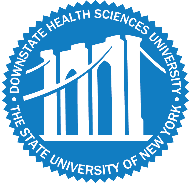 DOWNSTATE HEALTH SCIENCES UNIVERSITY
• THE STATE UNIVERSITY OF NEW YORK •